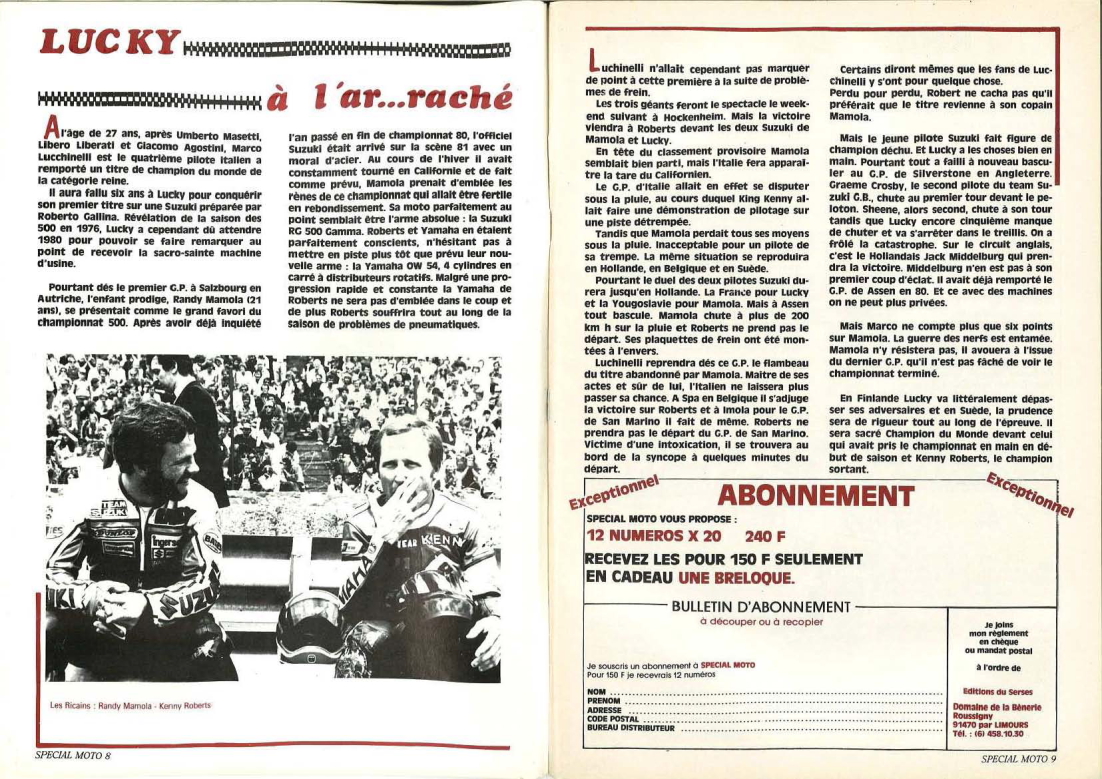 LUCKY
à l'ar...raché
A l'âge de 27 ans, après Umberto Masetti,
Libero Liberati et Giacomo Agostini, Marco
Lucchinelli est le quatrième pilote italien a
remporté un titre de champion du monde de
la catégorie reine.
Il aura fallu six ans à Lucky pour conquérir
son premier titre sur une Suzuki préparée par
Roberto Gallina. Révélation de la saison des
500 en 1976, Lucky a cependant dû attendre
1980 pour pouvoir se faire remarquer au
point de recevoir la sacro-sainte machine
d'usine.
Pourtant dés le premier G.P. à Salzbourg en
Autriche, l'enfant prodige, Randy Mamola (21
ans), se présentait comme le grand favori du
championnat 500. Après avoir déjà inquiété
l'an passé en fin de championnat 80, l'officiel
Suzuki était arrivé sur la scène 81 avec un
moral d'acier. Au cours de l'hiver il avait
constamment tourné en Californie et de fait
comme prévu, Mamola prenait d'emblée les
rênes de ce championnat qui allait être fertile
en rebondissement. Sa moto parfaitement au
point semblait être l'arme absolue : la Suzuki
RG 500 Gamma. Roberts et Yamaha en étaient
parfaitement conscients, n'hésitant pas à
mettre en piste plus tôt que prévu leur nou-
velle arme : la Yamaha OW 54, 4 cylindres en
carré à distributeurs rotatifs. Malgré une pro-
gression rapide et constante la Yamaha de
Roberts ne sera pas d'emblée dans le coup et
de plus Roberts souffrira tout au long de la
saison de problèmes de pneumatiques.
TEAM
SUZUKI
DUNLOP
SUZU
YAMAHA
KENN
Les Ricains : Randy Mamola - Kenny Roberts
SPECIAL MOTO 8
Luchinelli n'allait cependant pas marquer
de point à cette première à la suite de problè-
mes de frein.
Les trois géants feront le spectacle le week-
end suivant à Hockenheim. Mais la victoire
viendra à Roberts devant les deux Suzuki de
Mamola et Lucky.
En tête du classement provisoire Mamola
semblait bien parti, mais l'Italie fera apparaî-
tre la tare du Californien.
Le G.P. d'Italie allait en effet se disputer
sous la pluie, au cours duquel King Kenny al-
lait faire une démonstration de pilotage sur
une piste détrempée.
Tandis que Mamola perdait tous ses moyens
sous la pluie. Inacceptable pour un pilote de
sa trempe. La même situation se reproduira
en Hollande, en Belgique et en Suède.
Pourtant le duel des deux pilotes Suzuki du-
rera jusqu'en Hollande. La France pour Lucky
et la Yougoslavie pour Mamola. Mais à Assen
tout bascule. Mamola chute à plus de 200
km h sur la pluie et Roberts ne prend pas le
départ. Ses plaquettes de frein ont été mon-
tées à l'envers.
Luchinelli reprendra dés ce G.P. le flambeau
du titre abandonné par Mamola. Maitre de ses
actes et sûr de lui, l'Italien ne laissera plus
passer sa chance. A Spa en Belgique il s'adjuge
la victoire sur Roberts et à Imola pour le G.P.
de San Marino il fait de même. Roberts ne
prendra pas le départ du G.P. de San Marino.
Victime d'une intoxication, il se trouvera au
bord de la syncope à quelques minutes du
départ.
Certains diront mêmes que les fans de Luc-
chinelli y s'ont pour quelque chose.
Perdu pour perdu, Robert ne cacha pas qu'il
préférait que le titre revienne à son copain
Mamola.
Mais le jeune pilote Suzuki fait figure de
champion déchu. Et Lucky a les choses bien en
main. Pourtant tout a failli à nouveau bascu-
ler au G.P. de Silverstone en Angleterre.
Graeme Crosby, le second pilote du team Su-
zuki G.B., chute au premier tour devant le pe-
loton. Sheene, alors second, chute à son tour
tandis que Lucky encore cinquième manque
de chuter et va s'arrêter dans le treillis. On a
frôlé la catastrophe. Sur le circuit anglais,
c'est le Hollandais Jack Middelburg qui pren-
dra la victoire. Middelburg n'en est pas à son
premier coup d'éclat. Il avait déjà remporté le
G.P. de Assen en 80. Et ce avec des machines
on ne peut plus privées.
Mais Marco ne compte plus que six points
sur Mamola. La guerre des nerfs est entamée.
Mamola n'y résistera pas, il avouera à l'issue
du dernier G.P. qu'il n'est pas fâché de voir le
championnat terminé.
En Finlande Lucky va littéralement dépas-
ser ses adversaires et en Suède, la prudence
sera de rigueur tout au long de l'épreuve. Il
sera sacré Champion du Monde devant celui
qui avait pris le championnat en main en dé-
but de saison et Kenny Roberts, le champion
sortant.
Exceptionnel
ABONNEMENT
Exceptionnel
SPECIAL MOTO VOUS PROPOSE :
12 NUMEROS X 20 240 F
RECEVEZ LES POUR 150 F SEULEMENT
EN CADEAU UNE BRELOQUE.
BULLETIN D'ABONNEMENT
à découper ou à recopier
Je souscris un abonnement à SPECIAL MOTO
Pour 150 F je recevrais 12 numéros
NOM
PRENOM
ADRESSE
CODE POSTAL
BUREAU DISTRIBUTEUR
Je joins
mon règlement
en chèque
ou mandat postal
à l'ordre de
Editions du Serses
Domaine de la Bênerie
Roussigny
91470 par LIMOURS
Tél. : (6) 458.10.30
SPECIAL MOTO 9